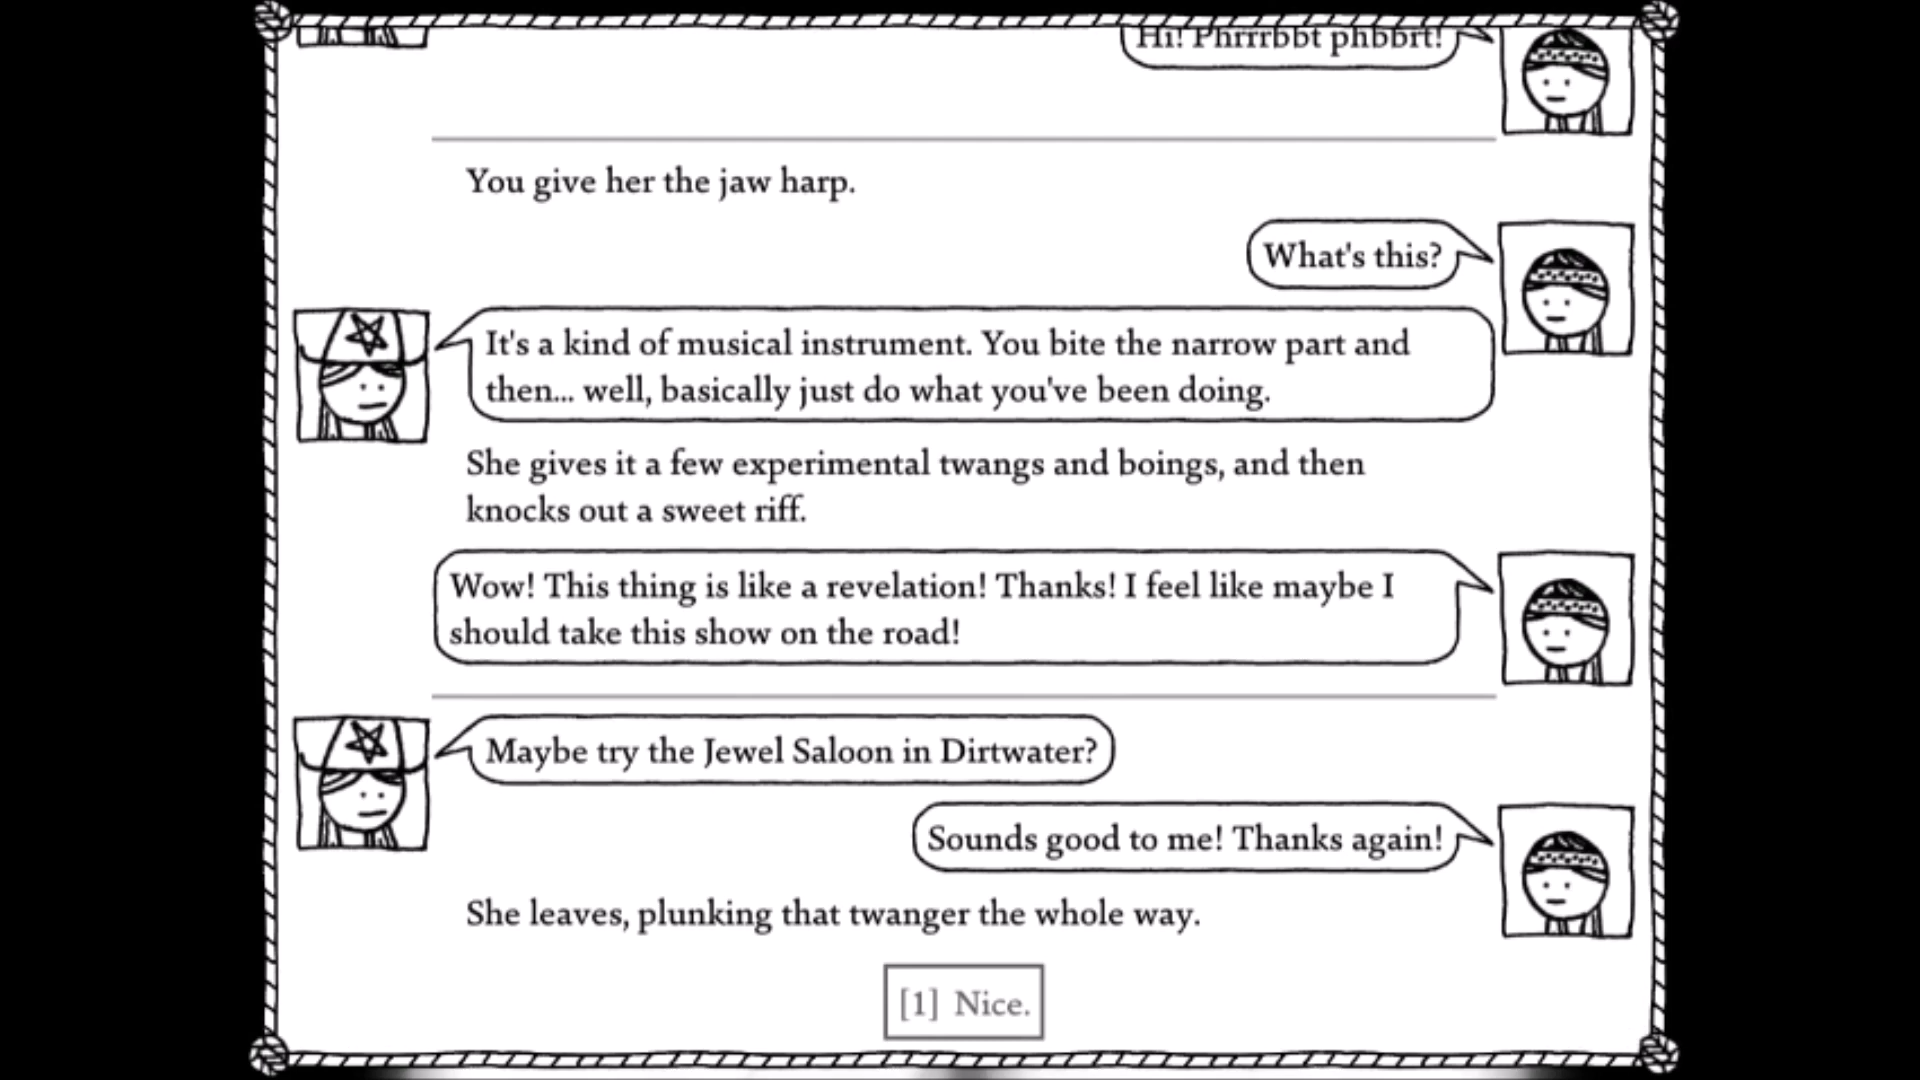 Hi! Phrrrbbt phbbrt!
You give her the jaw harp.
What's this?
It's a kind of musical instrument. You bite the narrow part and
then... well, basically just do what you've been doing.
She gives it a few experimental twangs and boings, and then
knocks out a sweet riff.
Wow! This thing is like a revelation! Thanks! I feel like maybe I
should take this show on the road!
Maybe try the Jewel Saloon in Dirtwater?
Sounds good to me! Thanks again!
She leaves, plunking that twanger the whole way.
[1] Nice.